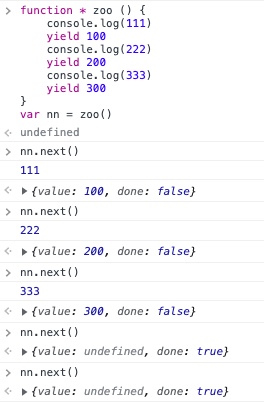 function * zoo () {
console.log(111)
yield 100
console.log(222)
yield 200
console.log(333)
yield 300
}
var nn = zoo()
undefined
nn.next()
111
{value: 100, done: false}
nn.next()
222
{value: 200, done: false}
nn.next()
333
{value: 300, done: false}
nn.next()
{value: undefined, done: true}
nn.next()
{value: undefined, done: true}